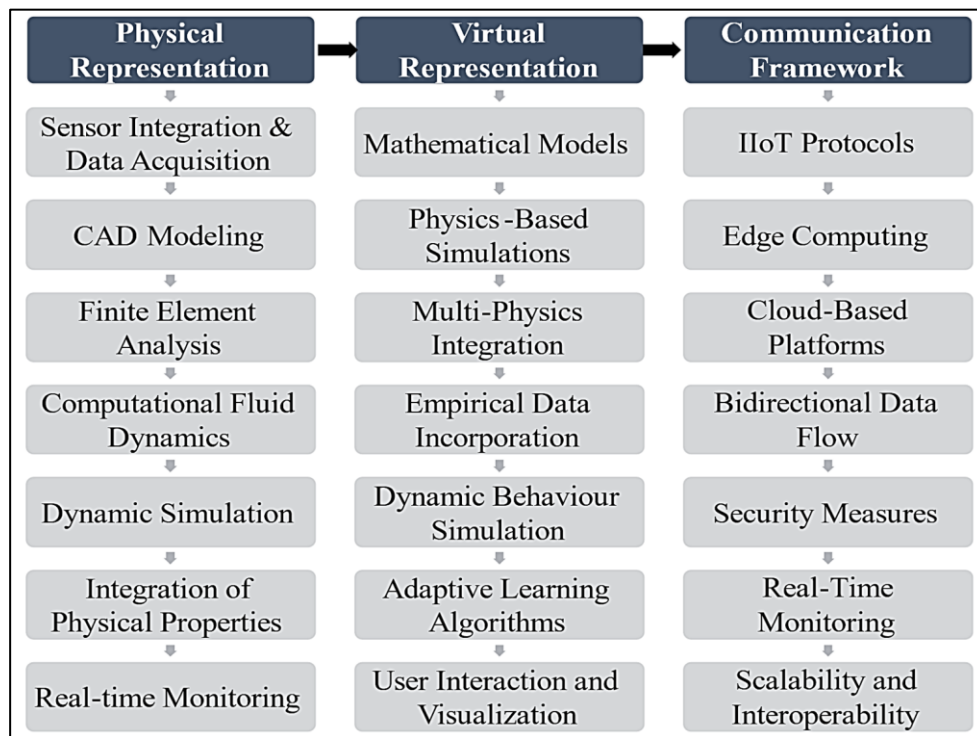 Physical
Representation
Sensor Integration &
Data Acquisition
CAD Modeling
Finite Element
Analysis
Computational Fluid
Dynamics
Dynamic Simulation
Integration of
Physical Properties
Real-time Monitoring
Virtual
Representation
Mathematical Models
Physics-Based
Simulations
Multi-Physics
Integration
Empirical Data
Incorporation
Dynamic Behaviour
Simulation
Adaptive Learning
Algorithms
User Interaction and
Visualization
Communication
Framework
IIoT Protocols
Edge Computing
Cloud-Based
Platforms
Bidirectional Data
Flow
Security Measures
Real-Time
Monitoring
Scalability and
Interoperability